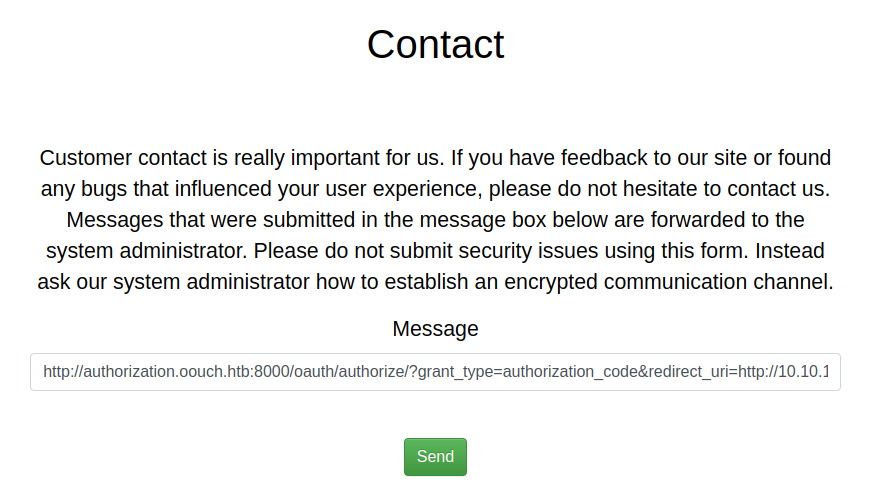 Contact
Customer contact is really important for us. If you have feedback to our site or found
any bugs that influenced your user experience, please do not hesitate to contact us.
Messages that were submitted in the message box below are forwarded to the
system administrator. Please do not submit security issues using this form. Instead
ask our system administrator how to establish an encrypted communication channel.
Message
http://authorization.oouch.htb:8000/oauth/authorize/?grant_type=authorization_code&redirect_uri=http://10.10.1
Send